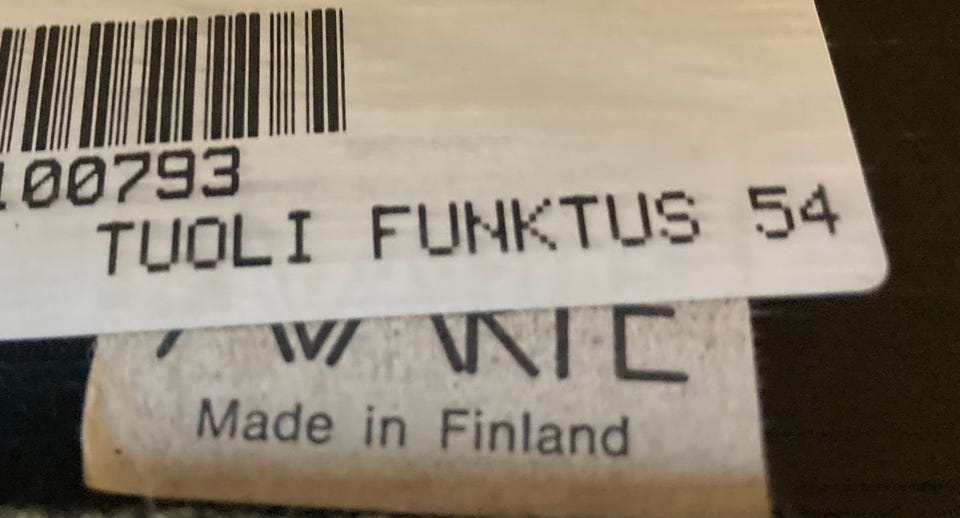 100793
TUOLI FUNKTUS 54
Made in Finland